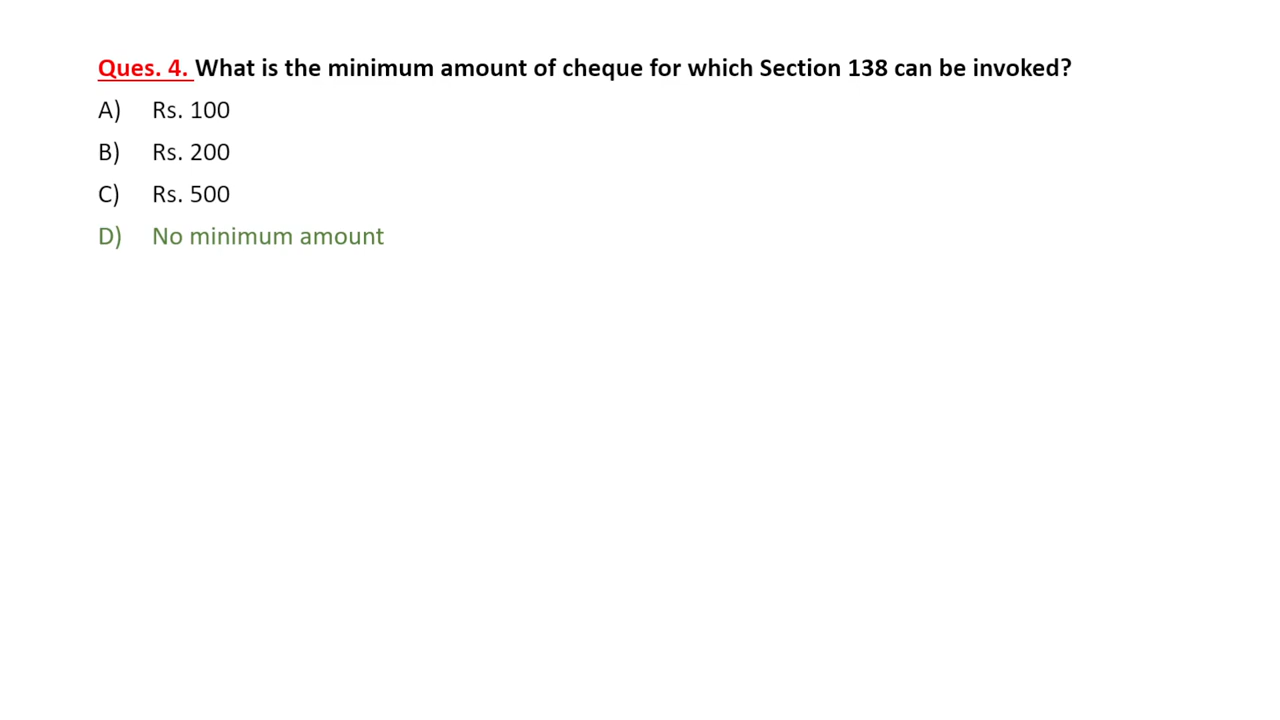 Ques. 4. What is the minimum amount of cheque for which Section 138 can be invoked?
A) Rs. 100
B) Rs. 200
C) Rs. 500
D) No minimum amount